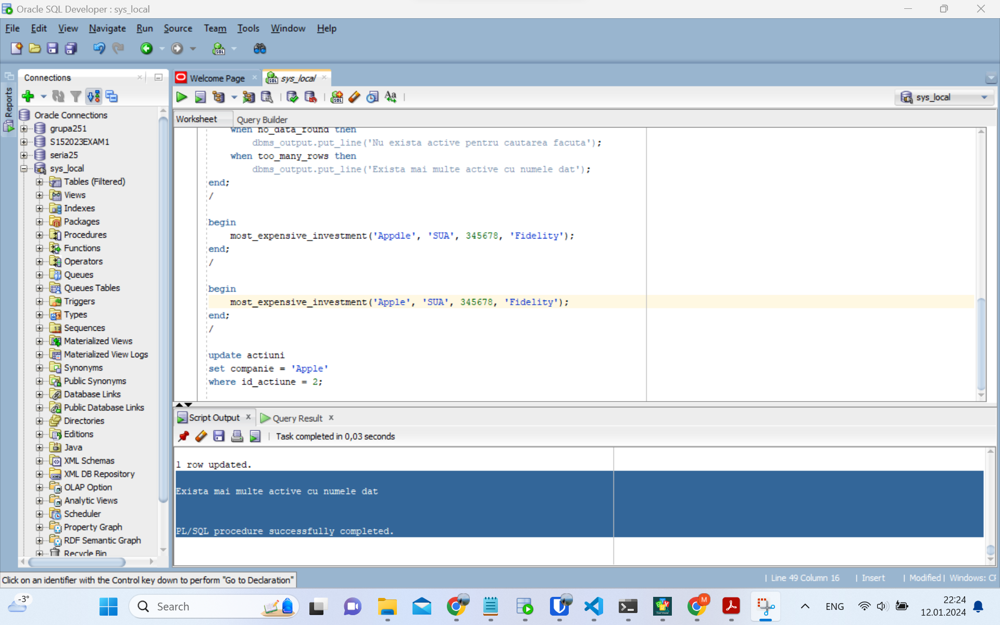 Oracle SQL Developer : sys_local
File Edit View Navigate Run Source Team Tools Window Help
Reports
Connections
Oracle Connections
grupa251
S152023EXAM1
seria25
sys_local
Tables (Filtered)
Views
Indexes
Packages
Procedures
Functions
Operators
Queues
Queues Tables
Triggers
Types
Sequences
Materialized Views
Materialized View Logs
Synonyms
Public Synonyms
Database Links
Public Database Links
Directories
Editions
Java
XML Schemas
XML DB Repository
OLAP Option
Analytic Views
Scheduler
Property Graph
RDF Semantic Graph
Recycle Bin
Welcome Page
sys_local
sys_local
Worksheet Query Builder
when no_data_found then
dbms_output.put_line('Nu exista active pentru cautarea facuta');
when too_many_rows then
dbms_output.put_line('Exista mai multe active cu numele dat');
end;
/
begin
most_expensive_investment('Appdle', 'SUA', 345678, 'Fidelity');
end;
/
begin
most_expensive_investment('Apple', 'SUA', 345678, 'Fidelity');
end;
/
update actiuni
set companie = 'Apple'
where id_actiune = 2;
Script Output x Query Result x
Task completed in 0,03 seconds
1 row updated.
Exista mai multe active cu numele dat
PL/SQL procedure successfully completed.
Click on an identifier with the Control key down to perform "Go to Declaration"
| Line 49 Column 16 | Insert | Modified | Windows: CF
-3°
Search
ENG
22:24
12.01.2024